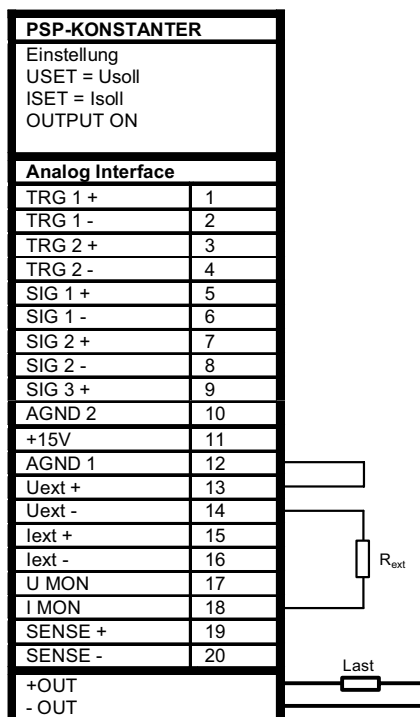 PSP-KONSTANTER
Einstellung
USET = Usoll
ISET = Isoll
OUTPUT ON
Analog Interface
TRG 1 + 1
TRG 1 - 2
TRG 2 + 3
TRG 2 - 4
SIG 1 + 5
SIG 1 - 6
SIG 2 + 7
SIG 2 - 8
SIG 3 + 9
AGND 2 10
+15V 11
AGND 1 12
Uext + 13
Uext - 14
Iext + 15
Iext - 16
U MON 17
I MON 18
SENSE + 19
SENSE - 20
Rext
Last
+OUT
- OUT